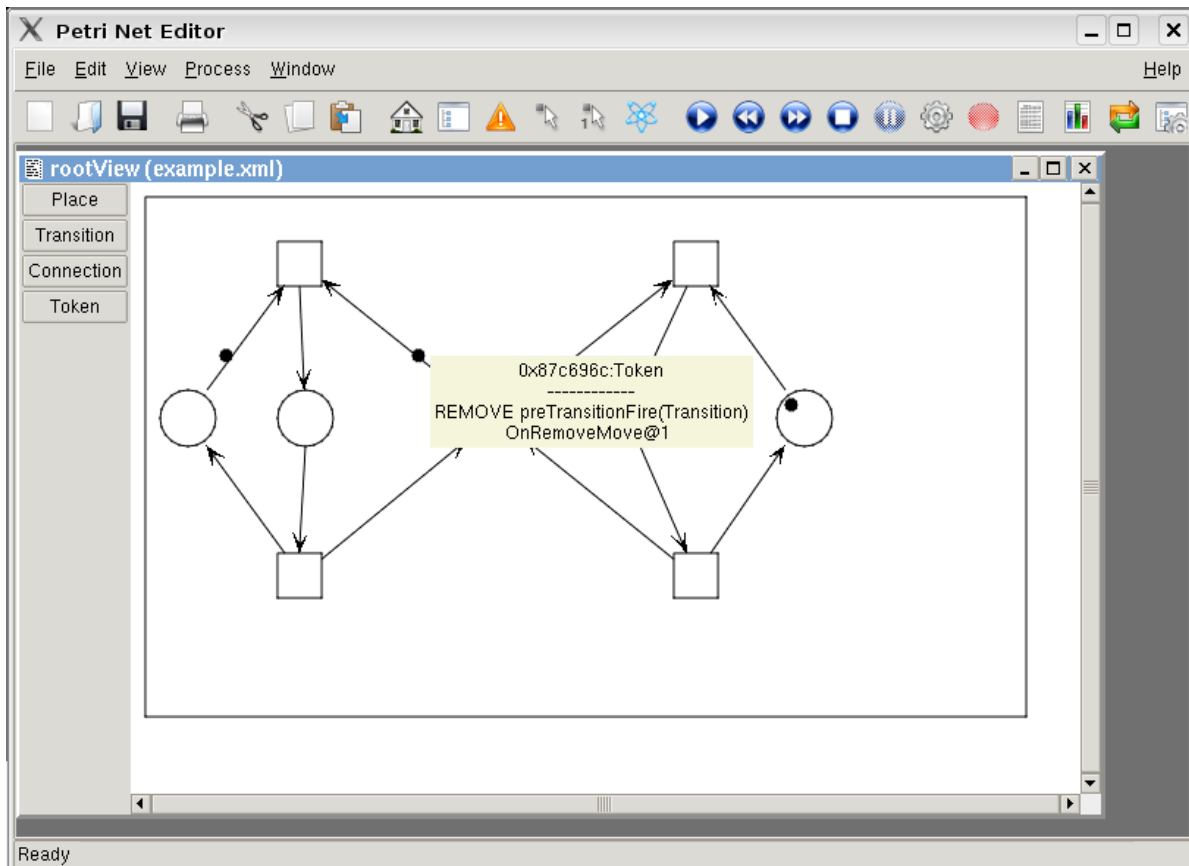 Petri Net Editor
File Edit View Process Window Help
1
rootView (example.xml)
Place
Transition
Connection
Token
0x87c696c:Token
------------
REMOVE preTransitionFire(Transition)
OnRemoveMove@1
Ready